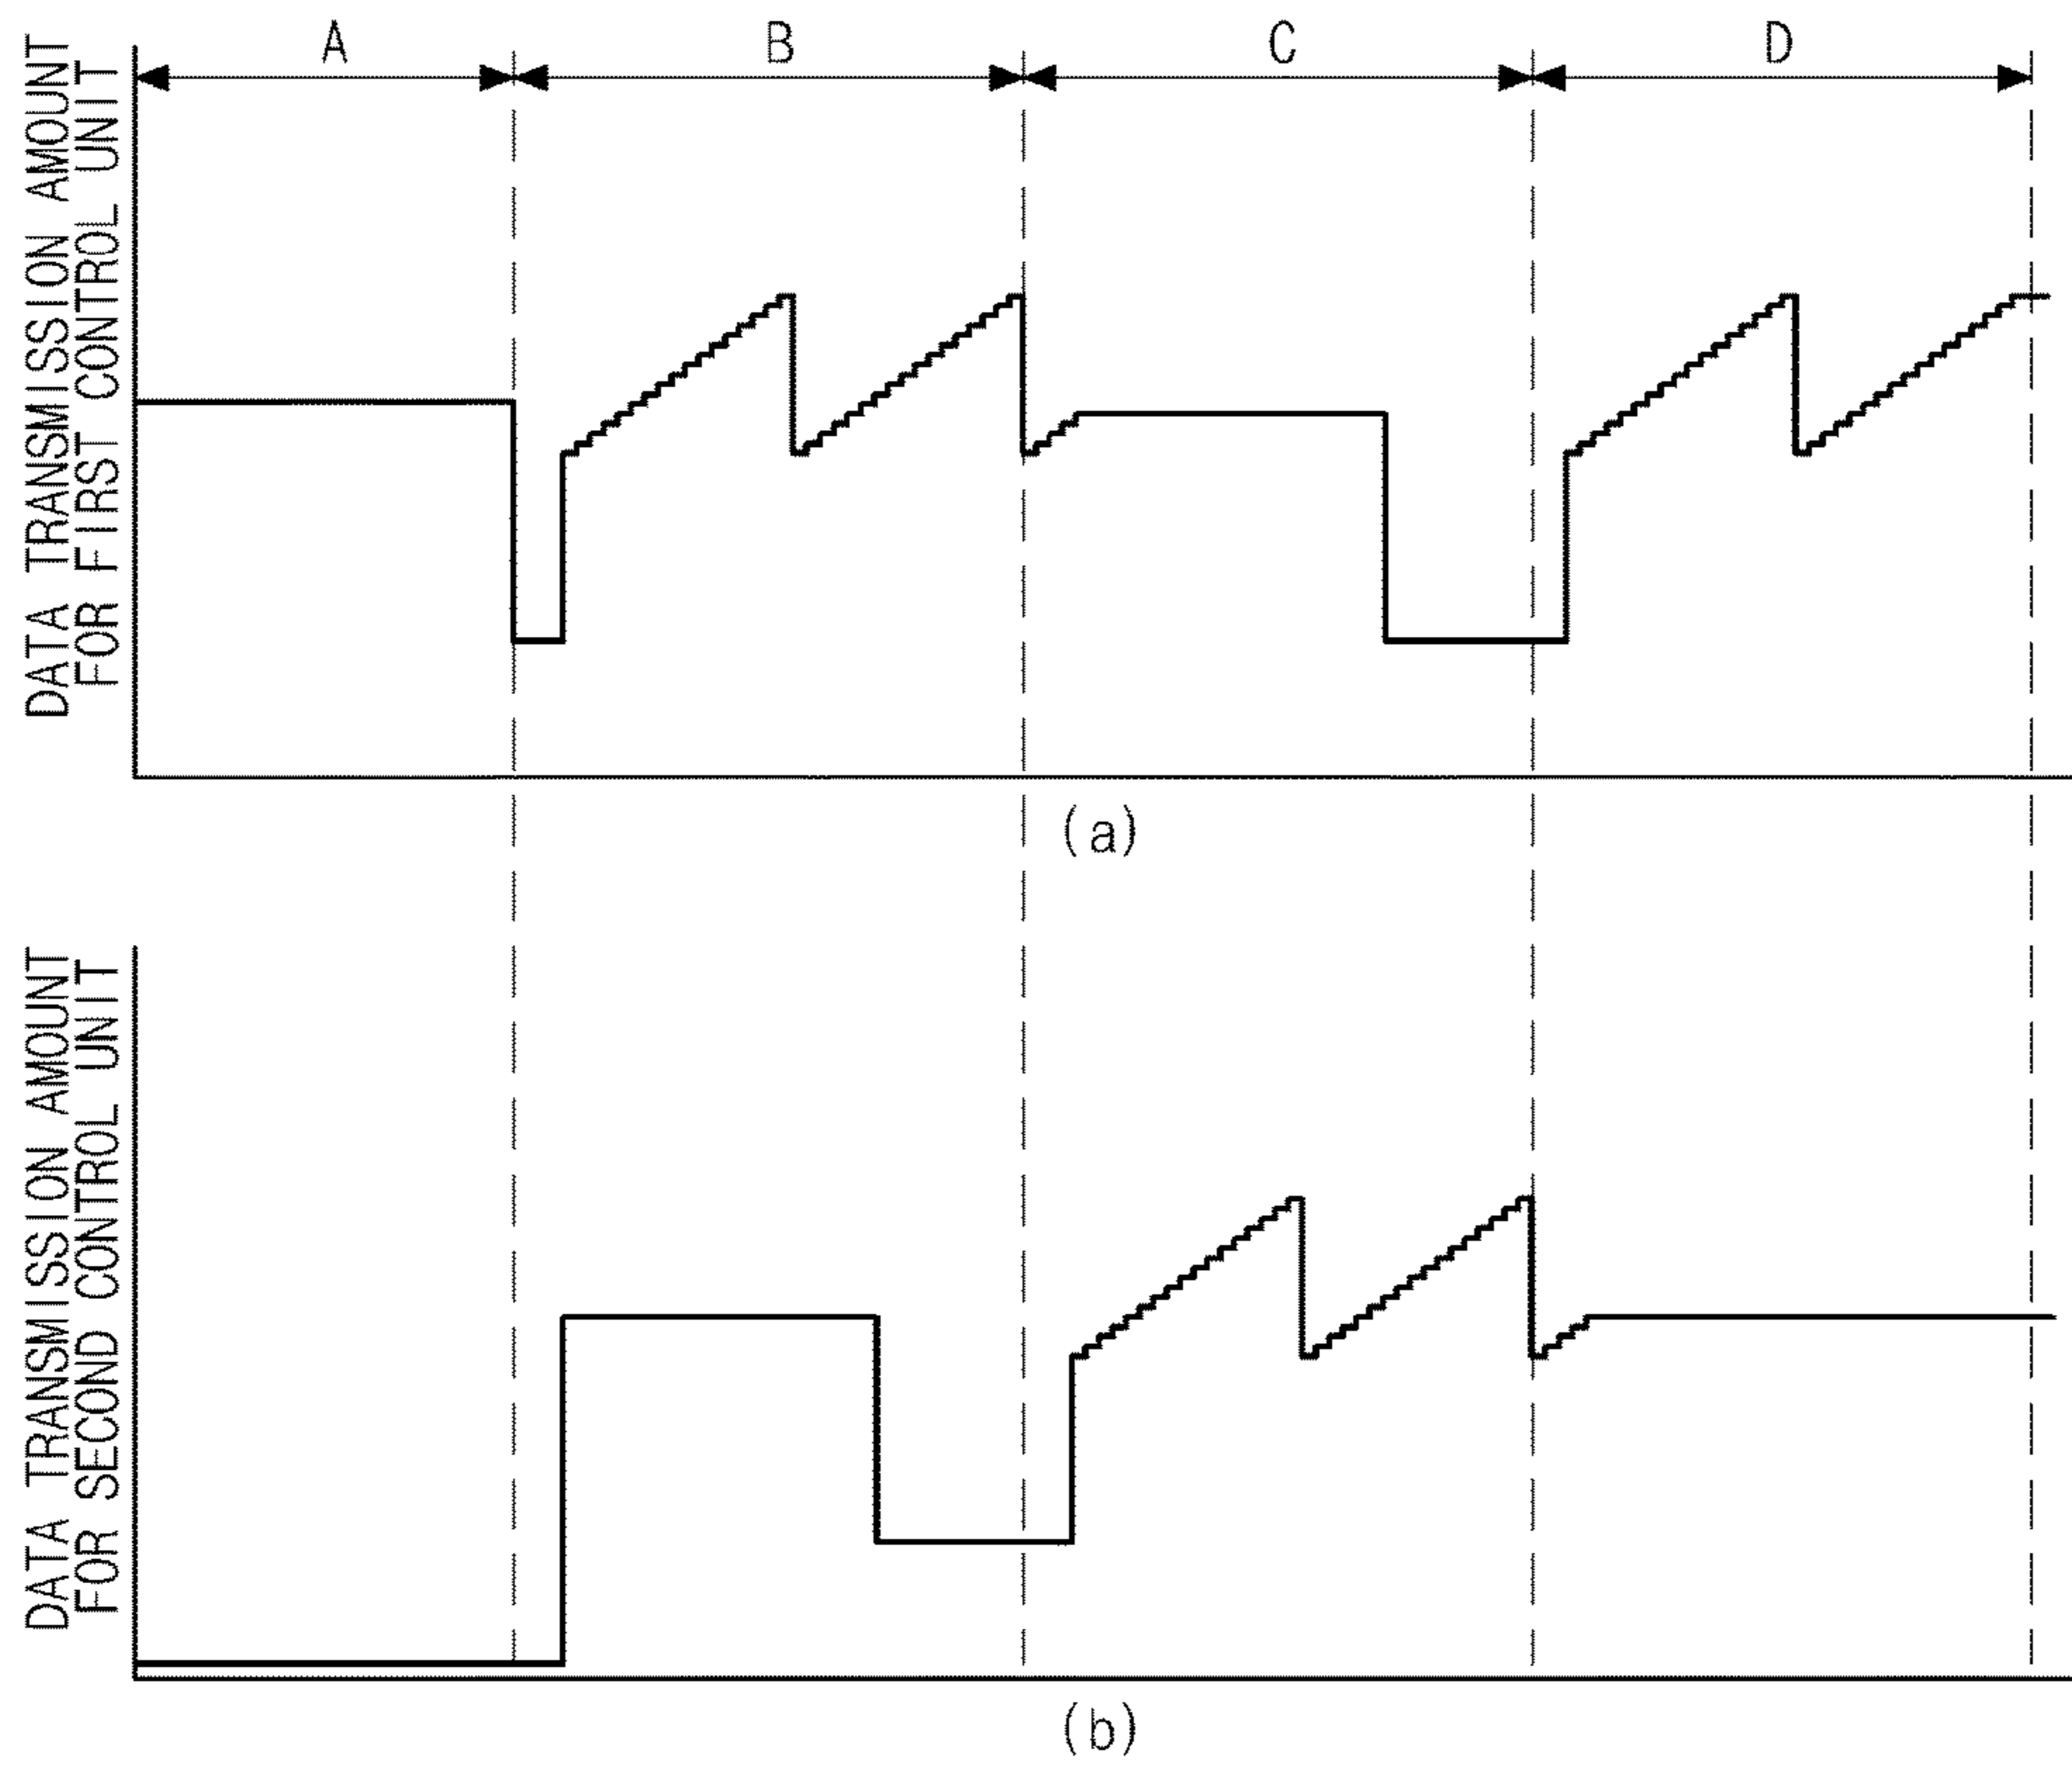 A
B
C
D
DATA TRANSMISSION AMOUNT
FOR FIRST CONTROL UNIT
(a)
DATA TRANSMISSION AMOUNT
FOR SECOND CONTROL UNIT
(b)